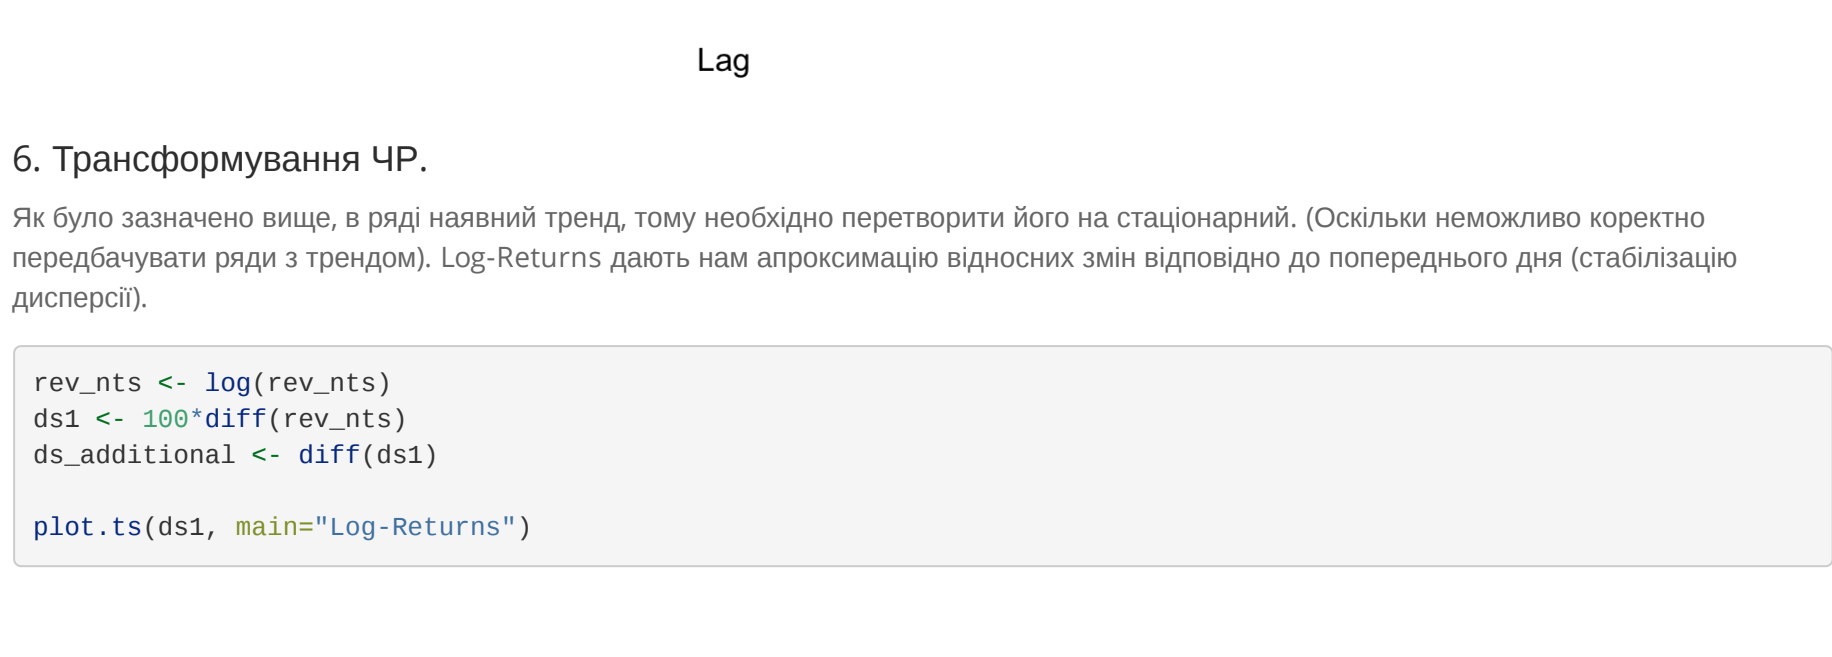 Lag
6. Трансформування ЧР.
Як було зазначено вище, в ряді наявний тренд, тому необхідно перетворити його на стаціонарний. (Оскільки неможливо коректно
передбачувати ряди з трендом). Log-Returns дають нам апроксимацію відносних змін відповідно до попереднього дня (стабілізацію
дисперсії).
rev_nts <- log(rev_nts)
ds1 <- 100*diff(rev_nts)
ds_additional <- diff(ds1)
plot.ts(ds1, main="Log-Returns")